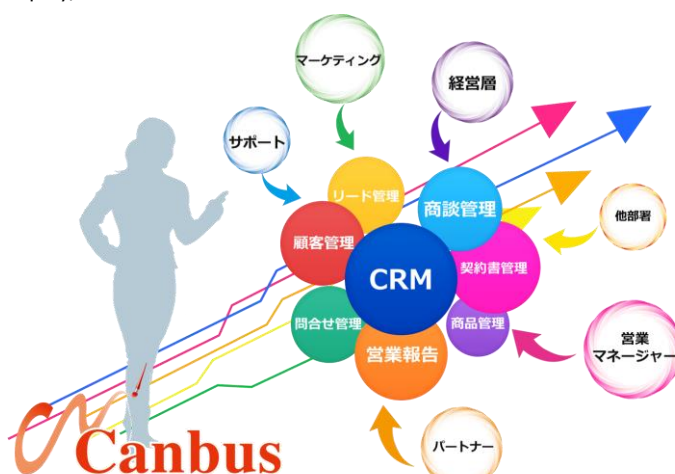 マーケティング
経営層
サポート
リード管理
商談管理
他部署
顧客管理
CRM
契約書管理
問合せ管理
商品管理
営業報告
営業
マネージャー
パートナー
Canbus